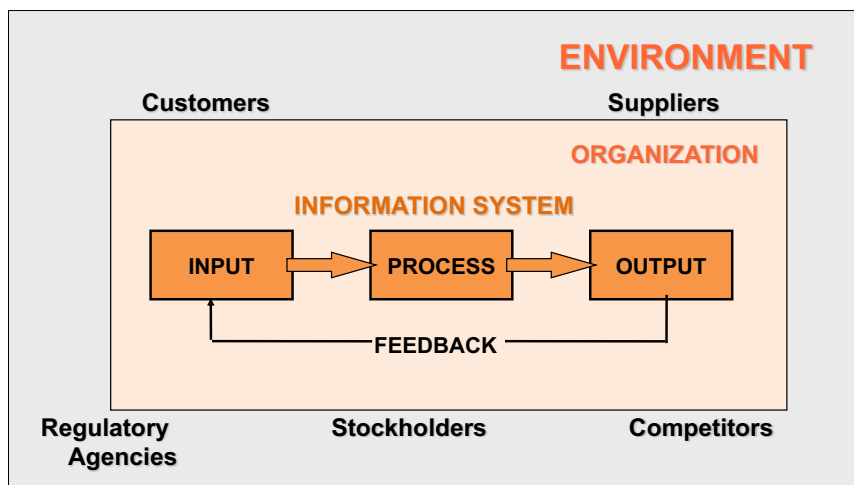 ENVIRONMENT
Customers
Suppliers
ORGANIZATION
INFORMATION SYSTEM
INPUT
PROCESS
OUTPUT
FEEDBACK
Regulatory
Agencies
Stockholders
Competitors